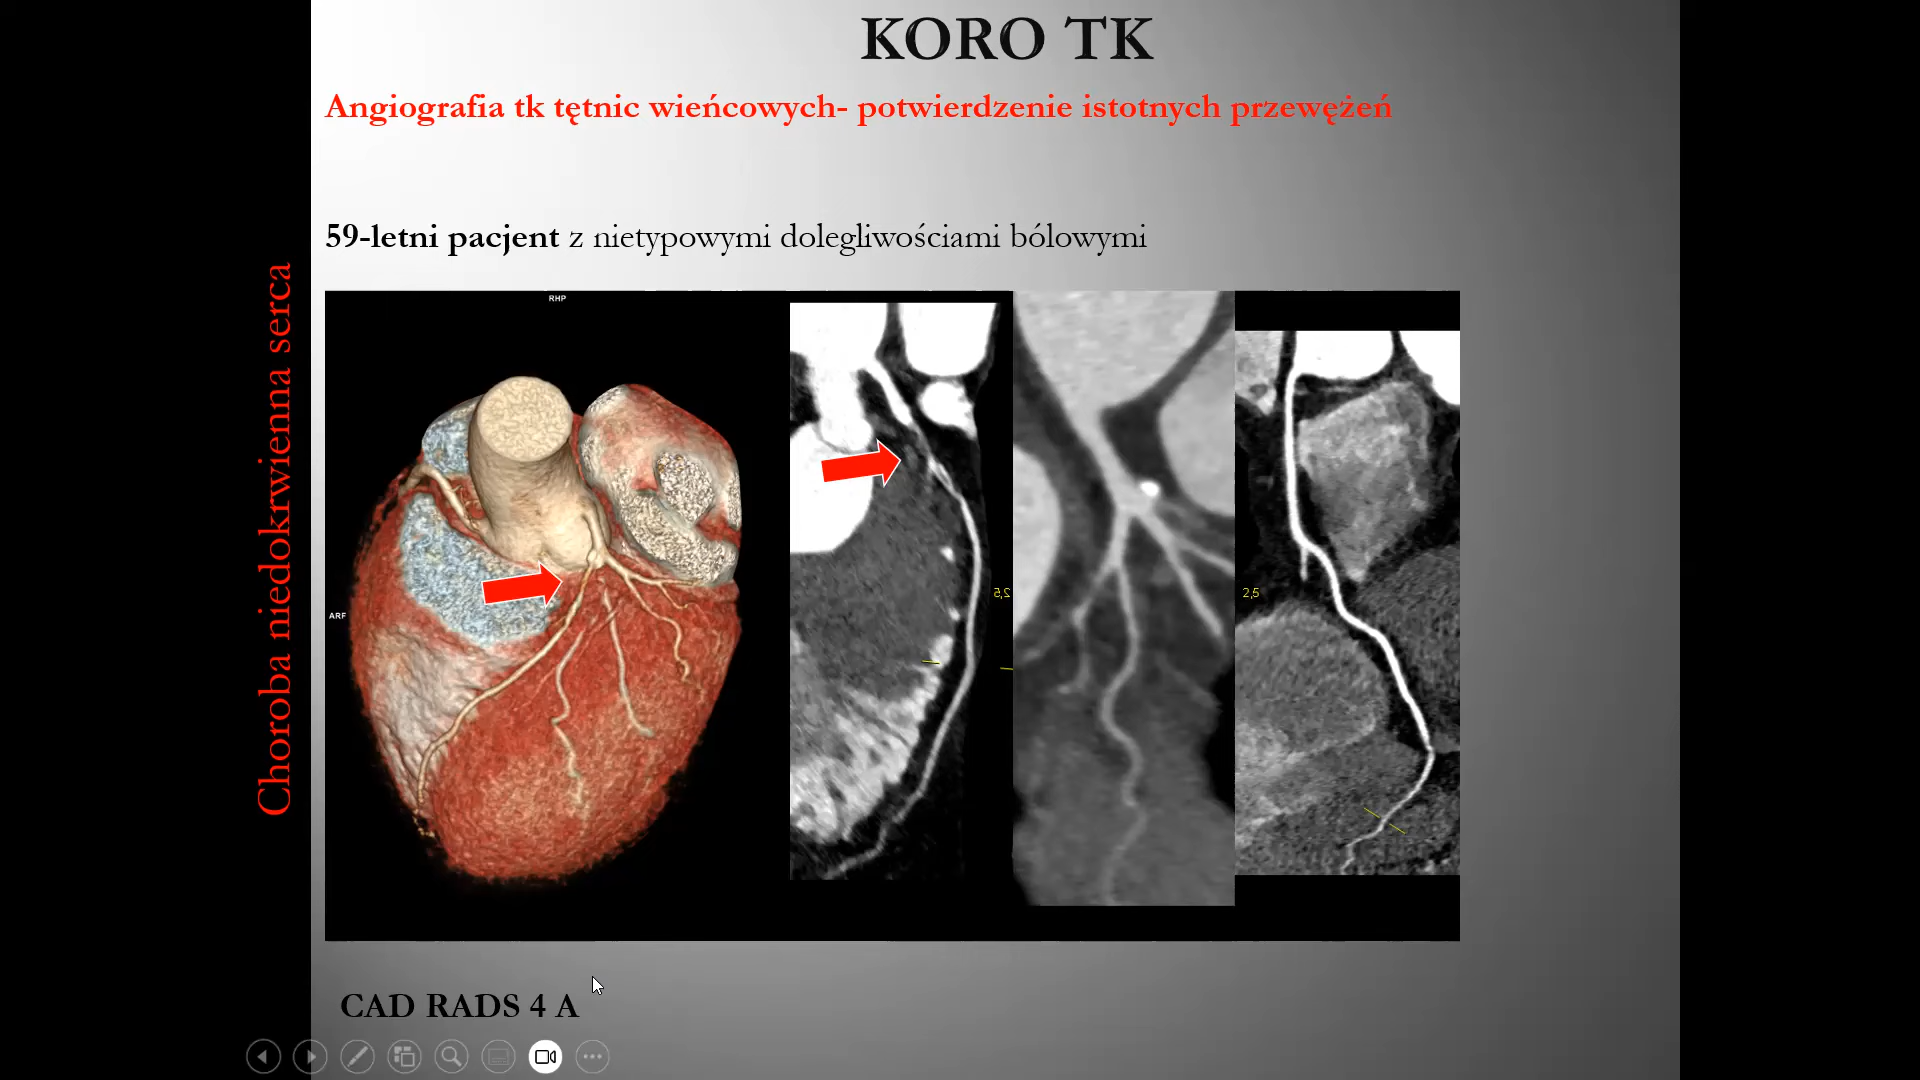 KORO TK
Angiografia tk tętnic wieńcowych- potwierdzenie istotnych przewężeń
59-letni pacjent z nietypowymi dolegliwościami bólowymi
Choroba niedokrwienna serca
RHP
ARF
2,5
2,5
CAD RADS 4 A